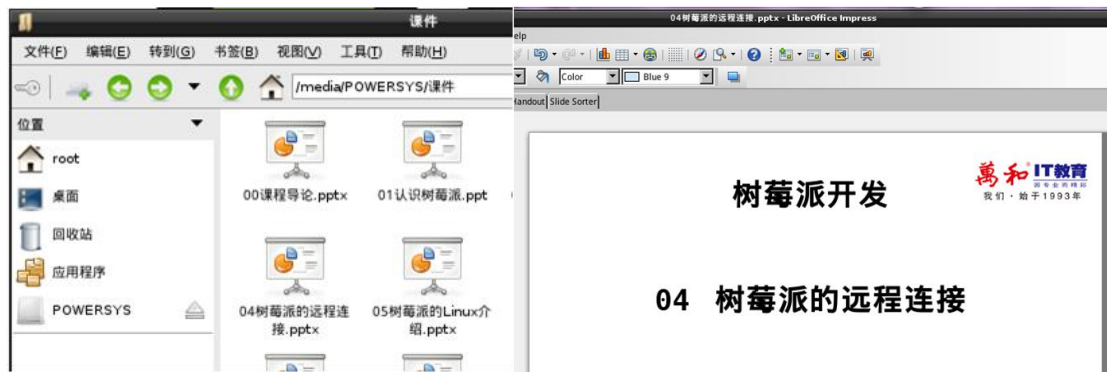 课件
文件(F) 编辑(E) 转到(G) 书签(B) 视图(V) 工具(T) 帮助(H)
/media/POWERSYS/课件
位置
root
桌面
回收站
应用程序
POWERSYS
00课程导论.pptx
01认识树莓派.ppt
04树莓派的远程连
接.pptx
05树莓派的Linux介
绍.pptx
04树莓派的远程连接.pptx - LibreOffice Impress
elp
Color
Blue 9
Handout
Slide Sorter
萬和 IT教育
因专业而精彩
我们·始于1993年
树莓派开发
04 树莓派的远程连接